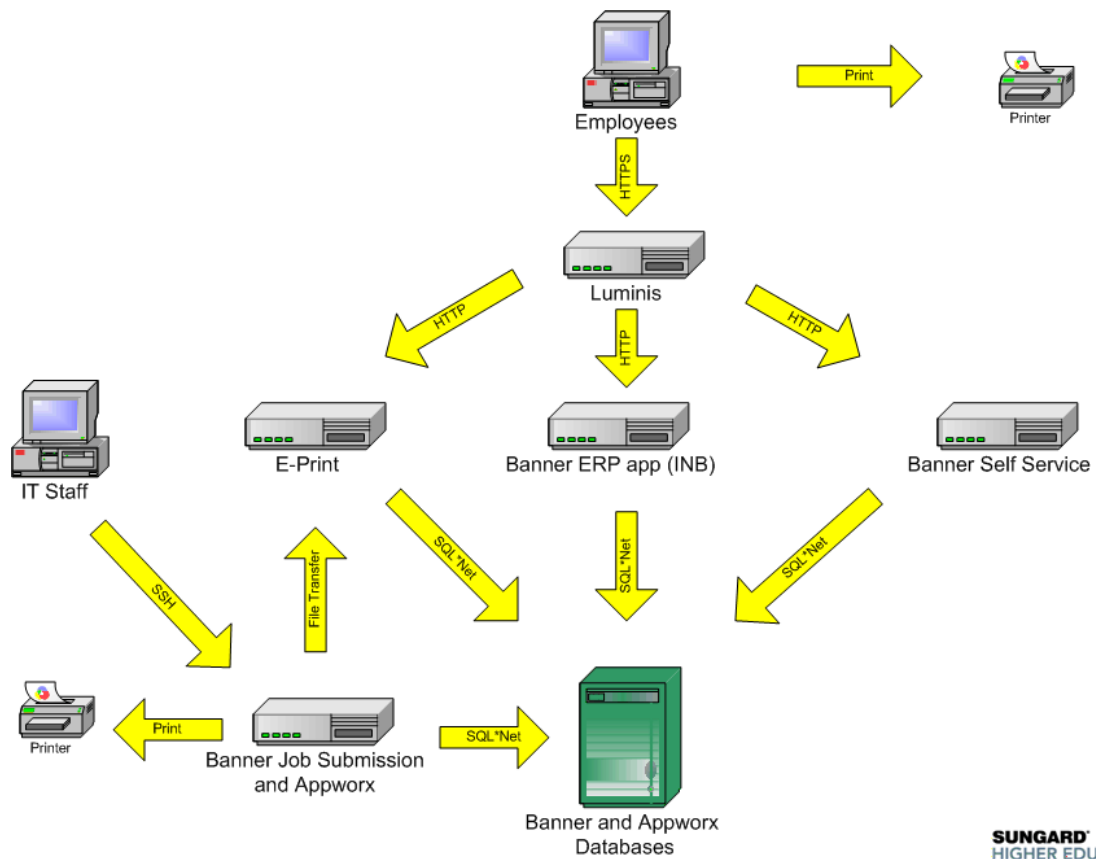 Employees
Print
Printer
HTTPS
Luminis
HTTP
HTTP
HTTP
IT Staff
E-Print
Banner ERP app (INB)
Banner Self Service
SSH
File Transfer
SQL*Net
SQL*Net
SQL*Net
Printer
Print
Banner Job Submission
and Appworx
SQL*Net
Banner and Appworx
Databases
SUNGARD'
HIGHER EDU